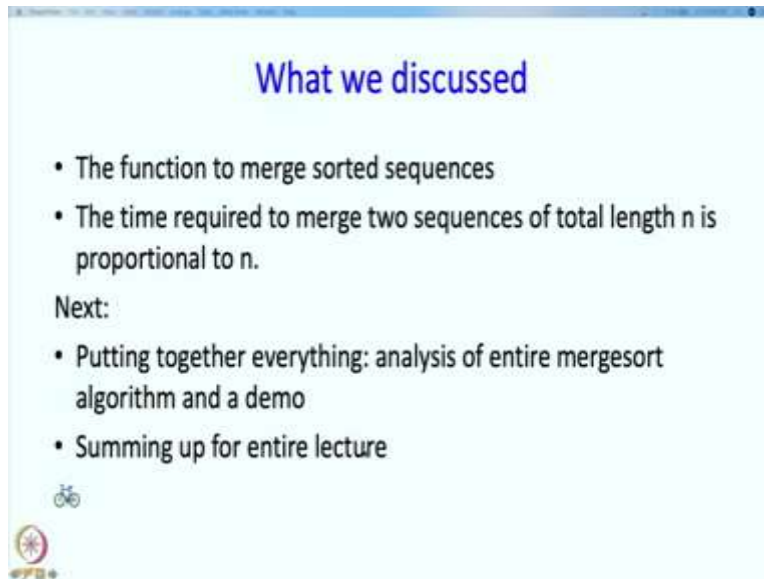 What we discussed
• The function to merge sorted sequences
• The time required to merge two sequences of total length n is
proportional to n.
Next:
• Putting together everything: analysis of entire mergesort
algorithm and a demo
• Summing up for entire lecture